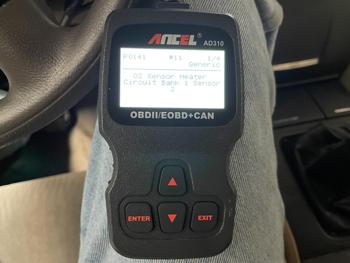 ANCEL
AD310
P0141 $11 1/4
Generic
O2 Sensor Heater
Circuit Bank 1 Sensor
2
OBDII/EOBD+CAN
ENTER
EXIT